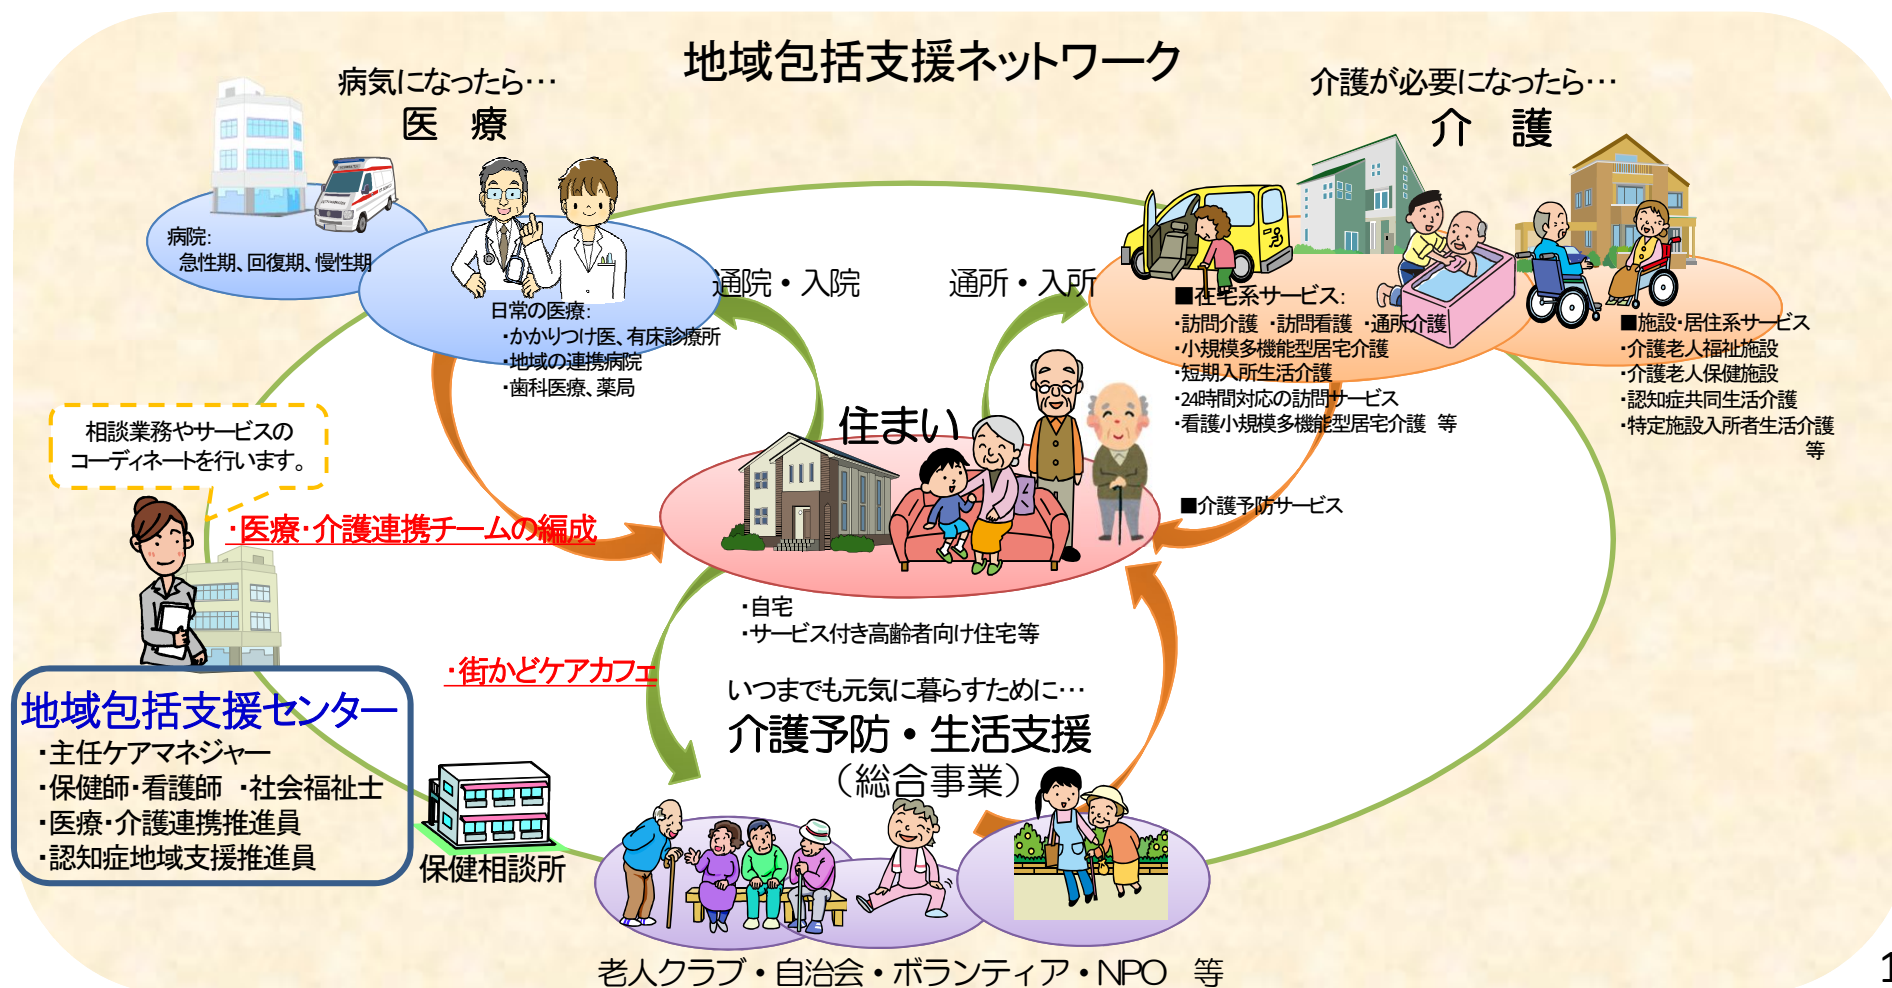 地域包括支援ネットワーク
病気になったら…
医　療
病院：
急性期、回復期、慢性期
日常の医療：
・かかりつけ医、有床診療所
・地域の連携病院
・歯科医療、薬局
通院・入院
通所・入所
介護が必要になったら…
介　護
■在宅系サービス：
・訪問介護　・訪問看護　・通所介護
・小規模多機能型居宅介護
・短期入所生活介護
・24時間対応の訪問サービス
・看護小規模多機能型居宅介護　等
■介護予防サービス
■施設・居住系サービス
・介護老人福祉施設
・介護老人保健施設
・認知症共同生活介護
・特定施設入所者生活介護
等
住まい
・自宅
・サービス付き高齢者向け住宅等
相談業務やサービスの
コーディネートを行います。
・医療・介護連携チームの編成
・街かどケアカフェ
地域包括支援センター
・主任ケアマネジャー
・保健師・看護師　・社会福祉士
・医療・介護連携推進員
・認知症地域支援推進員
保健相談所
いつまでも元気に暮らすために…
介護予防・生活支援
（総合事業）
老人クラブ・自治会・ボランティア・NPO　等
1